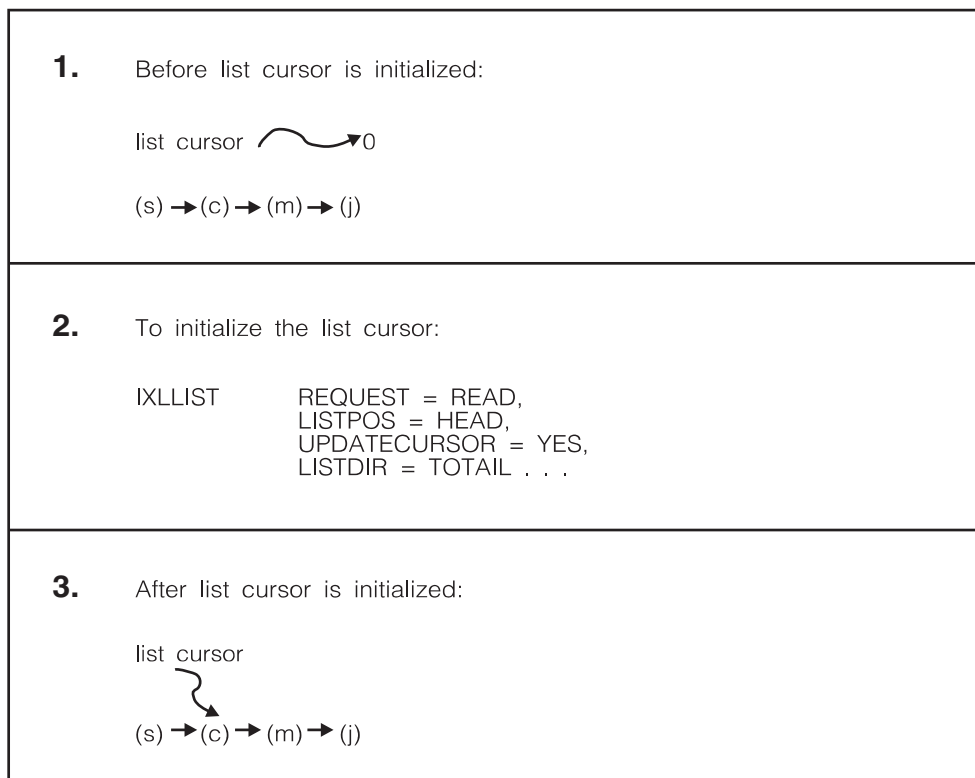 1. Before list cursor is initialized:
list cursor 0
(s) → (c) → (m) → (j)
2. To initialize the list cursor:
IXLLIST REQUEST = READ,
LISTPOS = HEAD,
UPDATECURSOR = YES,
LISTDIR = TOTAIL . . .
3. After list cursor is initialized:
list cursor
(s) → (c) → (m) → (j)